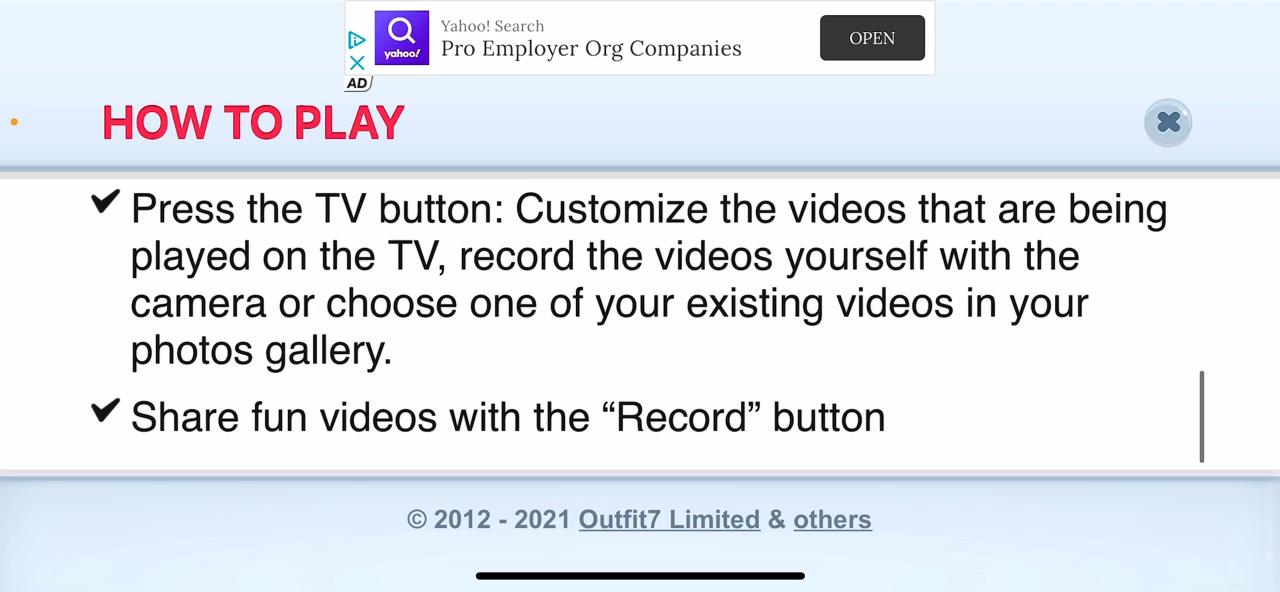 Yahoo! Search
yahoo!
Pro Employer Org Companies
OPEN
AD
HOW TO PLAY
Press the TV button: Customize the videos that are being
played on the TV, record the videos yourself with the
camera or choose one of your existing videos in your
photos gallery.
Share fun videos with the “Record” button
© 2012 - 2021 Outfit7 Limited & others